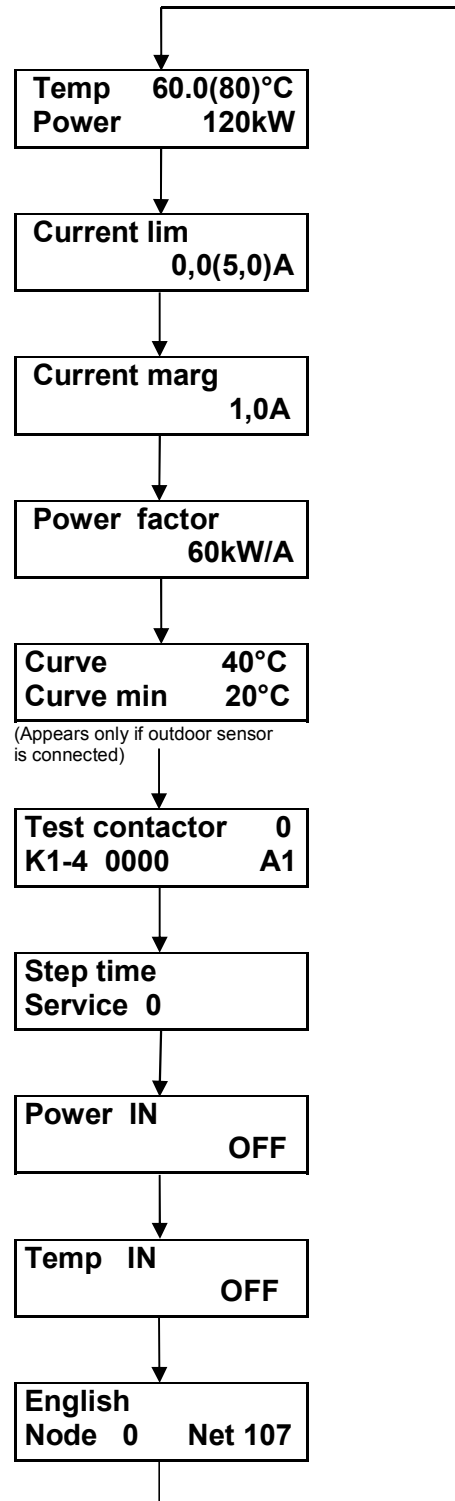 Temp 60.0(80)°C
Power 120kW
Current lim
0,0(5,0)A
Current marg
1,0A
Power factor
60kW/A
Curve 40°C
Curve min 20°C
(Appears only if outdoor sensor
is connected)
Test contactor 0
K1-4 0000 A1
Step time
Service 0
Power IN
OFF
Temp IN
OFF
English
Node 0 Net 107